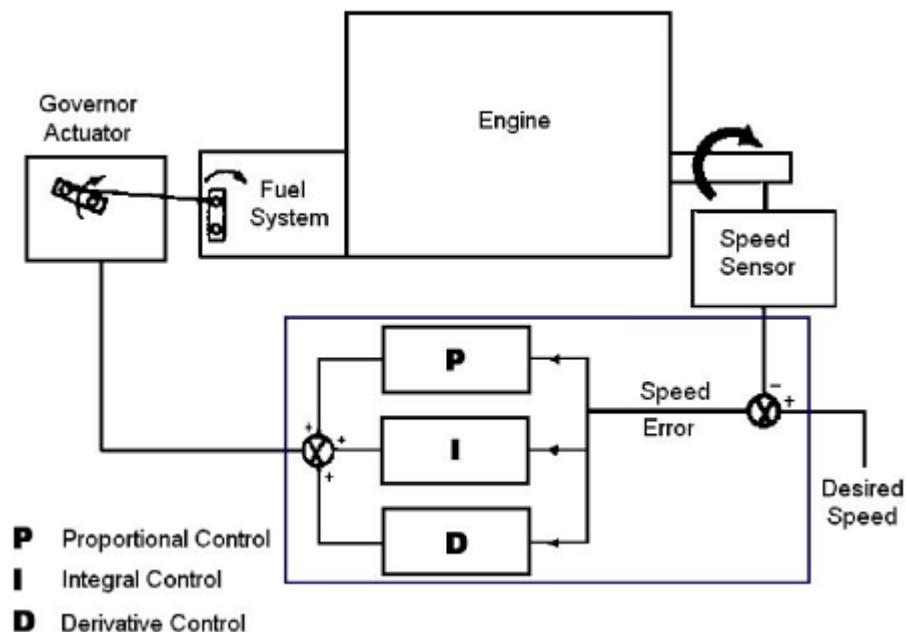 Governor
Actuator
Fuel
System
Engine
Speed
Sensor
P
I
D
Speed
Error
−
+
+
+
+
Desired
Speed
P Proportional Control
I Integral Control
D Derivative Control